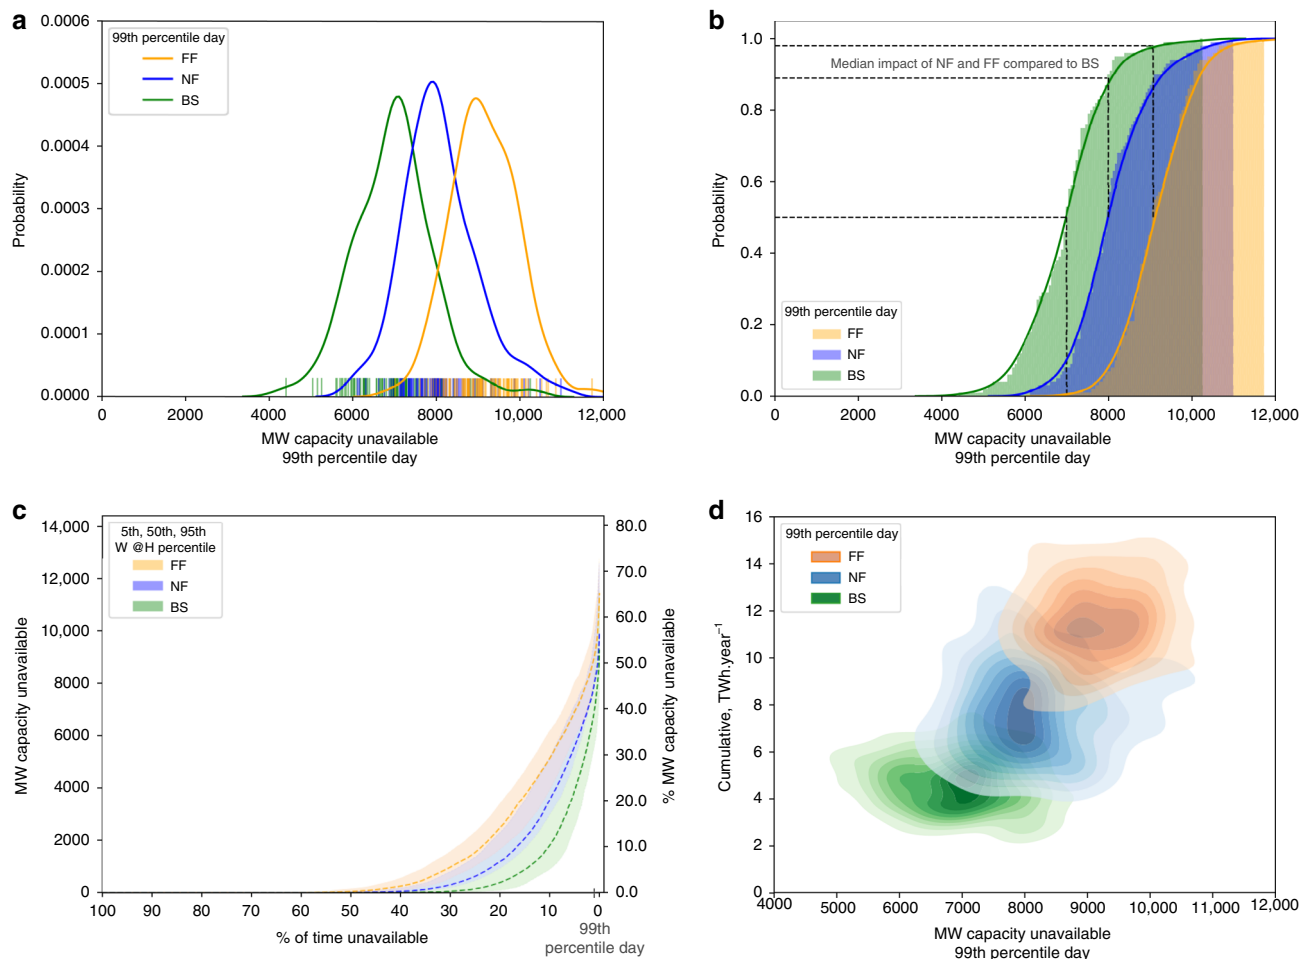 a
0.0006
0.0005
0.0004
0.0003
0.0002
0.0001
0.0000
Probability
99th percentile day
FF
NF
BS
0 2000 4000 6000 8000 10,000 12,000
MW capacity unavailable
99th percentile day
b
1.0
0.8
0.6
0.4
0.2
0.0
Probability
Median impact of NF and FF compared to BS
99th percentile day
FF
NF
BS
0 2000 4000 6000 8000 10,000 12,000
MW capacity unavailable
99th percentile day
c
14,000
12,000
10,000
8000
6000
4000
2000
0
MW capacity unavailable
5th, 50th, 95th
W @H percentile
FF
NF
BS
80.0
70.0
60.0
50.0
40.0
30.0
20.0
10.0
0.0
% MW capacity unavailable
100 90 80 70 60 50 40 30 20 10 0
% of time unavailable
99th
percentile day
d
16
14
12
10
8
6
4
2
0
Cumulative, TWh.year⁻¹
99th percentile day
FF
NF
BS
4000 5000 6000 7000 8000 9000 10,000 11,000 12,000
MW capacity unavailable
99th percentile day